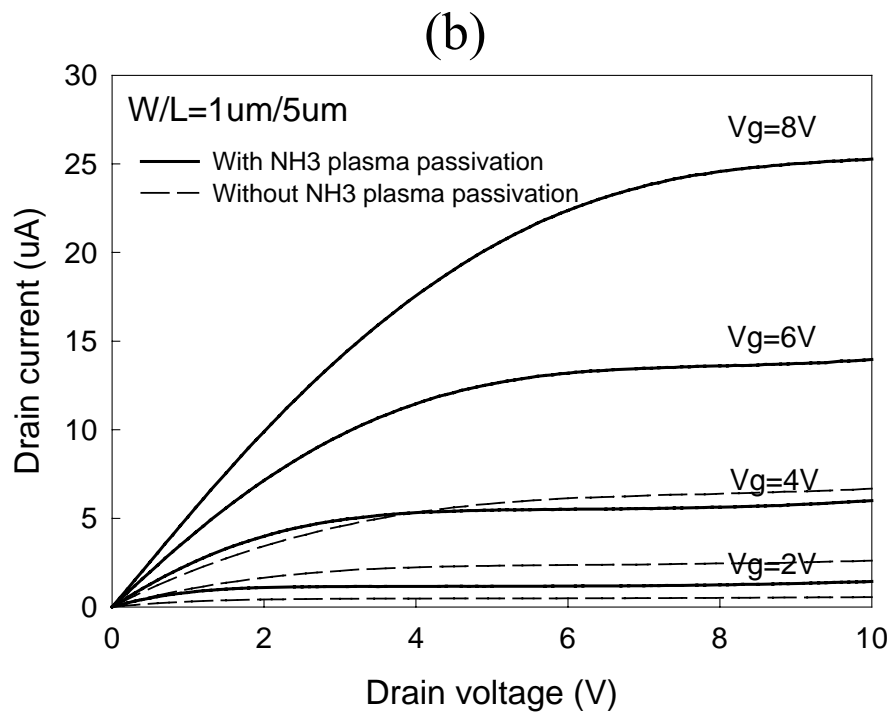 (b)
30
W/L=1um/5um
Vg=8V
With NH3 plasma passivation
Without NH3 plasma passivation
25
20
15
Vg=6V
10
Vg=4V
5
Vg=2V
0
0 2 4 6 8 10
Drain current (uA)
Drain voltage (V)